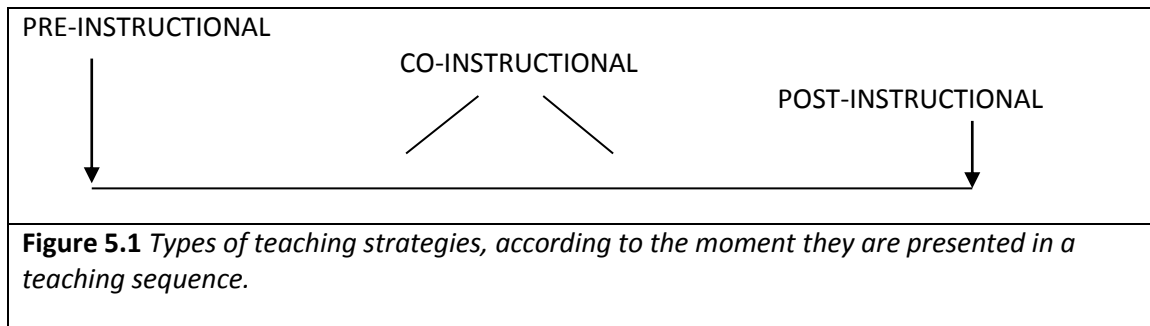 PRE-INSTRUCTIONAL
CO-INSTRUCTIONAL
POST-INSTRUCTIONAL
Figure 5.1 Types of teaching strategies, according to the moment they are presented in a
teaching sequence.